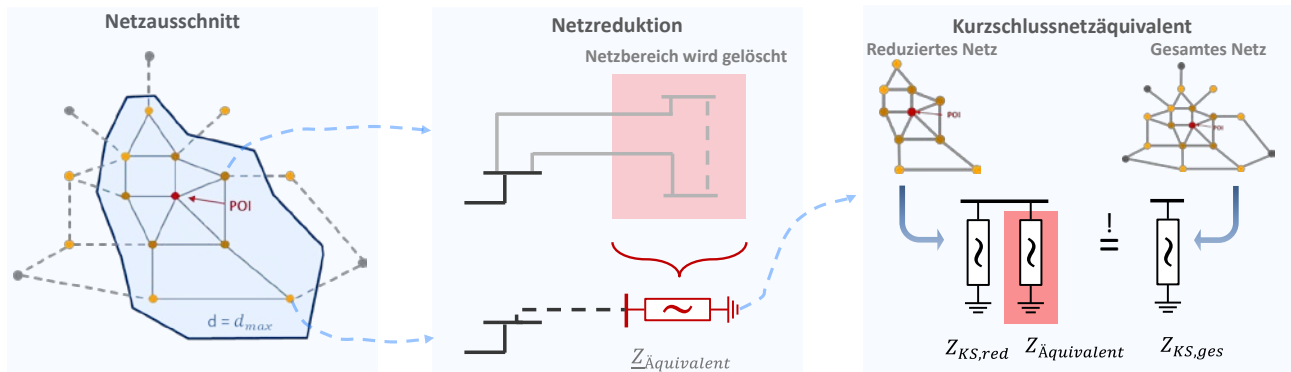 Netzausschnitt
POI
d = d_max
Netzreduktion
Netzbereich wird gelöscht
Z_Äquivalent
Kurzschlussnetzäquivalent
Reduziertes Netz
Gesamtes Netz
POI
POI
!
=
Z_KS,red
Z_Äquivalent
Z_KS,ges